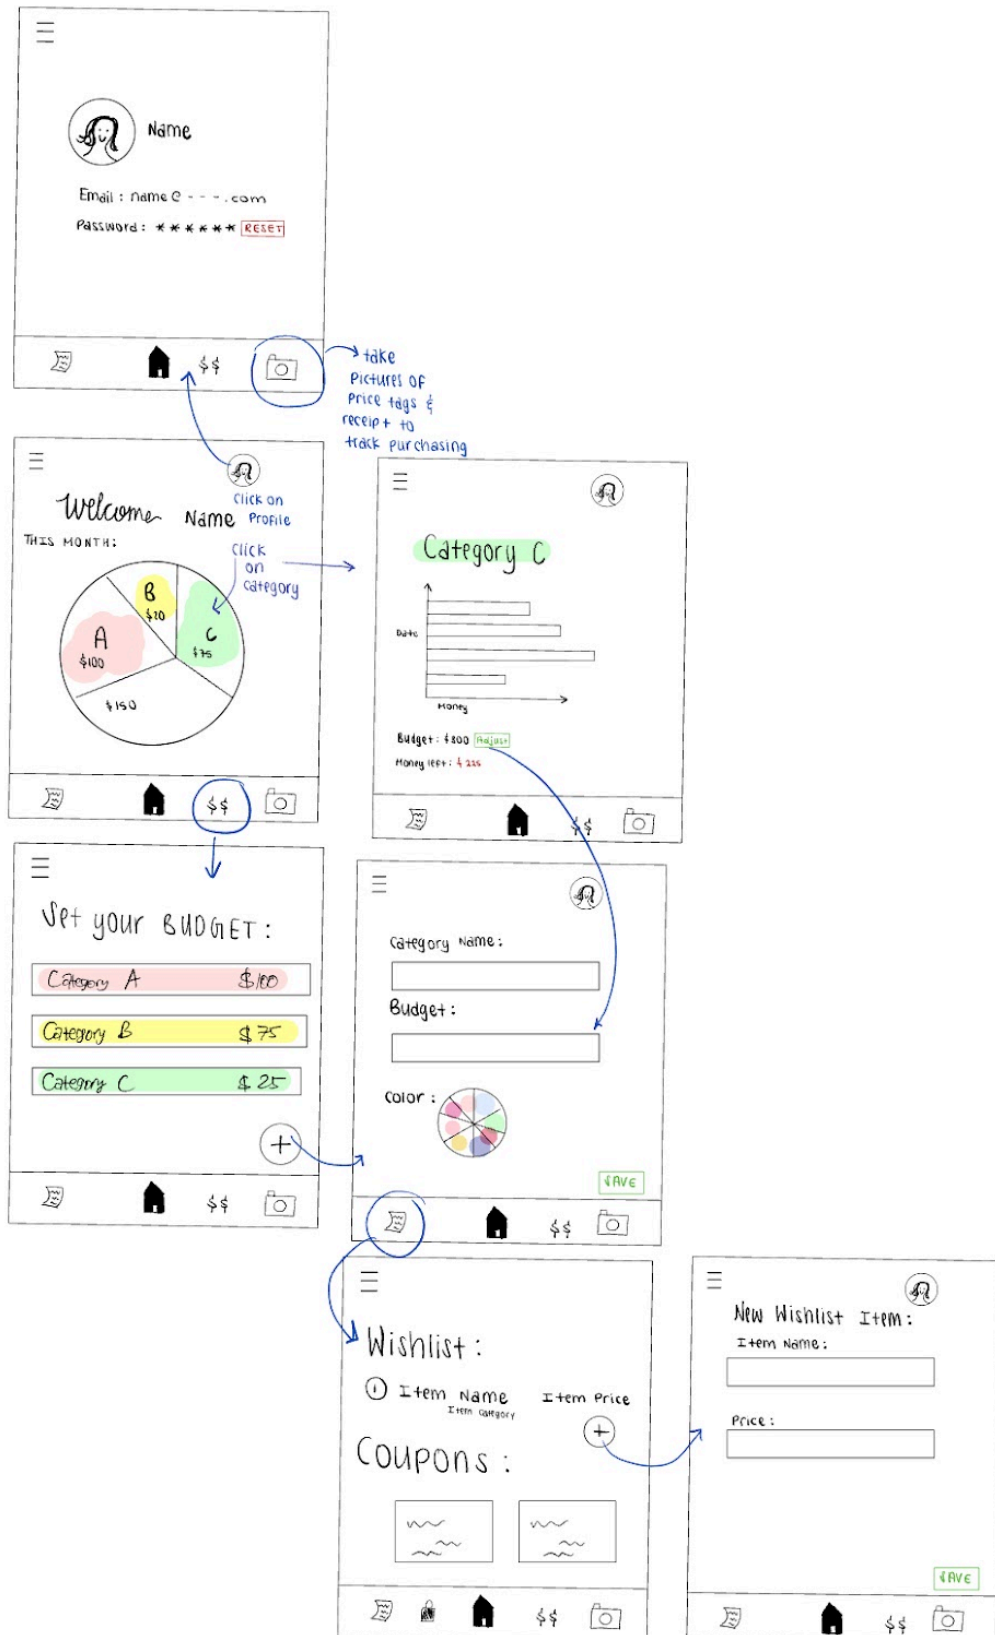 Name
Email : name@ - - - .com
Password : ****** RESET
$$
take
Pictures of
Price tags &
receipt to
track purchasing
Welcome Name
click on
Profile
THIS MONTH:
click
on
category
B
$20
A
$100
C
$75
$150
$$
Category C
Date
Money
Budget: $300 Adjust
Money left: $225
$$
Set your BUDGET:
Category A $100
Category B $75
Category C $25
+
$$
Category Name:
Budget:
Color :
SAVE
$$
Wishlist :
1 Item Name Item Price
Item Category
+
Coupons :
$$
New Wishlist Item:
Item Name:
Price:
SAVE
$$